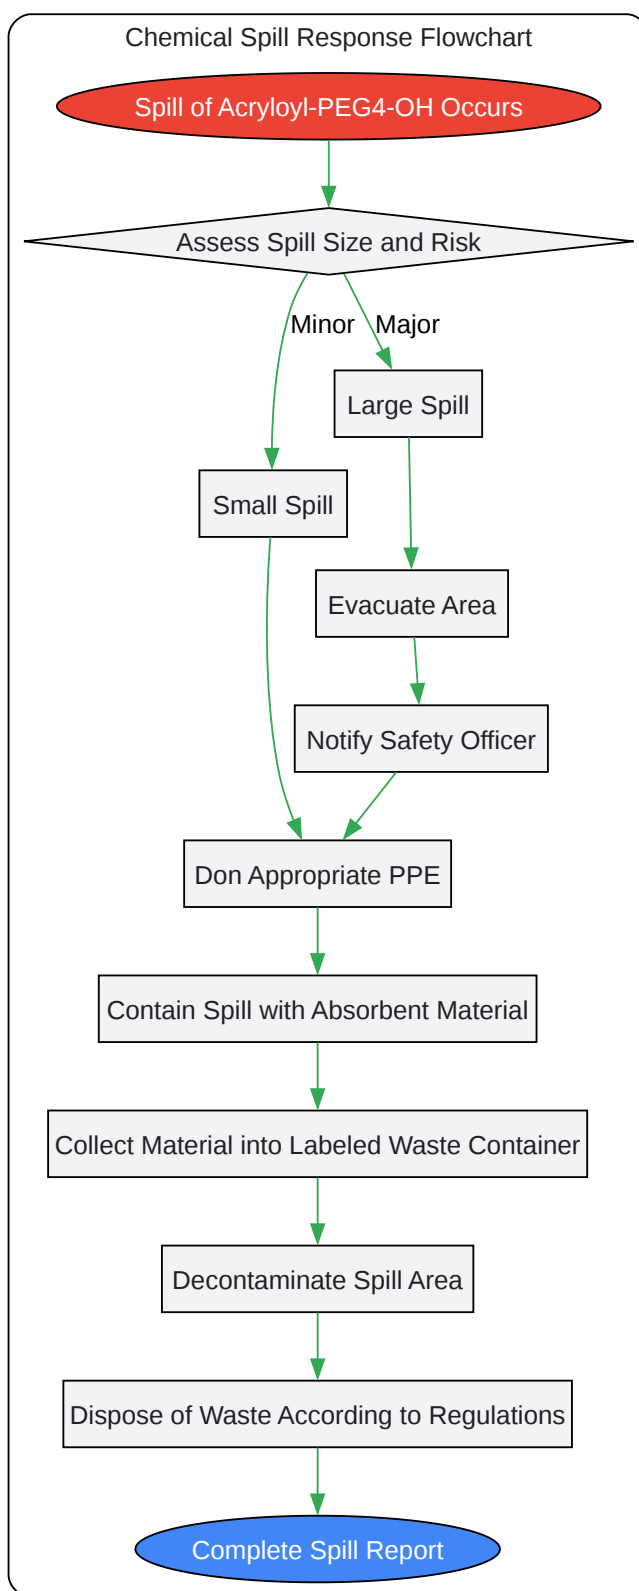 Chemical Spill Response Flowchart
Spill of Acryloyl-PEG4-OH Occurs
Assess Spill Size and Risk
Minor
Major
Large Spill
Small Spill
Evacuate Area
Notify Safety Officer
Don Appropriate PPE
Contain Spill with Absorbent Material
Collect Material into Labeled Waste Container
Decontaminate Spill Area
Dispose of Waste According to Regulations
Complete Spill Report